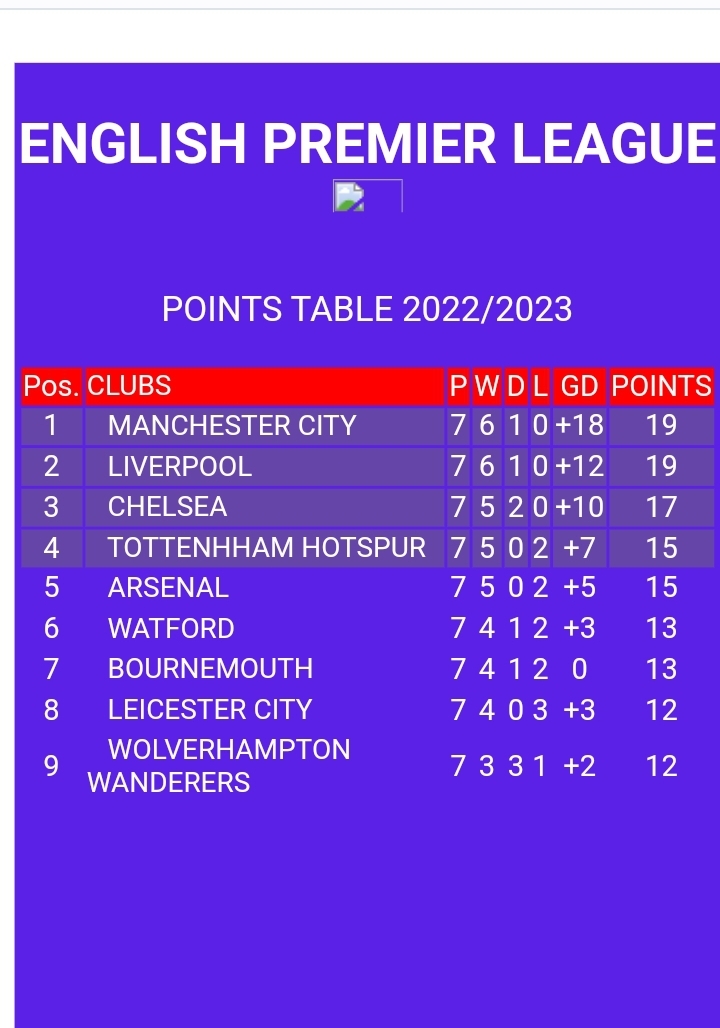 ENGLISH PREMIER LEAGUE
POINTS TABLE 2022/2023
Pos. CLUBS P W D L GD POINTS
1 MANCHESTER CITY 7 6 1 0 +18 19
2 LIVERPOOL 7 6 1 0 +12 19
3 CHELSEA 7 5 2 0 +10 17
4 TOTTENHHAM HOTSPUR 7 5 0 2 +7 15
5 ARSENAL 7 5 0 2 +5 15
6 WATFORD 7 4 1 2 +3 13
7 BOURNEMOUTH 7 4 1 2 0 13
8 LEICESTER CITY 7 4 0 3 +3 12
9 WOLVERHAMPTON 7 3 3 1 +2 12
WANDERERS